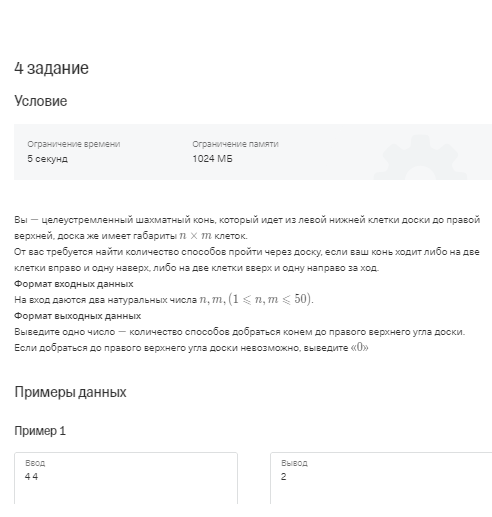 4 задание
Условие
Ограничение времени
5 секунд
Ограничение памяти
1024 МБ
Вы — целеустремленный шахматный конь, который идет из левой нижней клетки доски до правой
верхней, доска же имеет габариты n × m клеток.
От вас требуется найти количество способов пройти через доску, если ваш конь ходит либо на две
клетки вправо и одну наверх, либо на две клетки вверх и одну направо за ход.
Формат входных данных
На вход даются два натуральных числа n, m, (1 ⩽ n, m ⩽ 50).
Формат выходных данных
Выведите одно число — количество способов добраться конем до правого верхнего угла доски.
Если добраться до правого верхнего угла доски невозможно, выведите «0»
Примеры данных
Пример 1
Ввод
4 4
Вывод
2